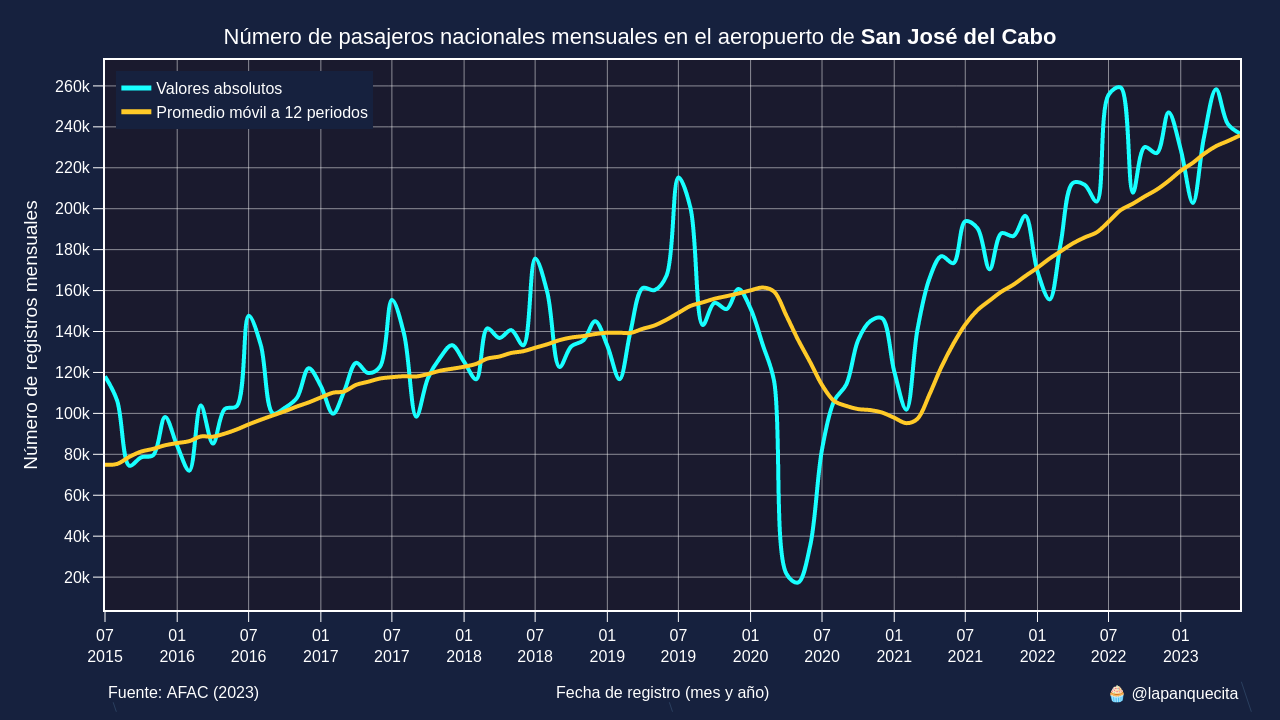 Número de pasajeros nacionales mensuales en el aeropuerto de San José del Cabo
Valores absolutos
Promedio móvil a 12 periodos
Número de registros mensuales
260k
240k
220k
200k
180k
160k
140k
120k
100k
80k
60k
40k
20k
07 01 07 01 07 01 07 01 07 01 07 01 07 01 07 01
2015 2016 2016 2017 2017 2018 2018 2019 2019 2020 2020 2021 2021 2022 2022 2023
Fuente: AFAC (2023) Fecha de registro (mes y año) 🧁 @lapanquecita